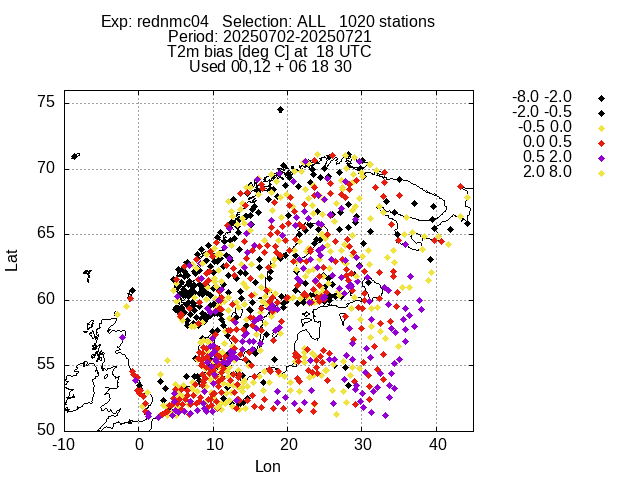 Exp: rednmc04 Selection: ALL 1020 stations
Period: 20250702-20250721
T2m bias [deg C] at 18 UTC
Used 00,12 + 06 18 30
-8.0 -2.0
-2.0 -0.5
-0.5 0.0
0.0 0.5
0.5 2.0
2.0 8.0
75
70
65
60
55
50
Lat
-10 0 10 20 30 40
Lon